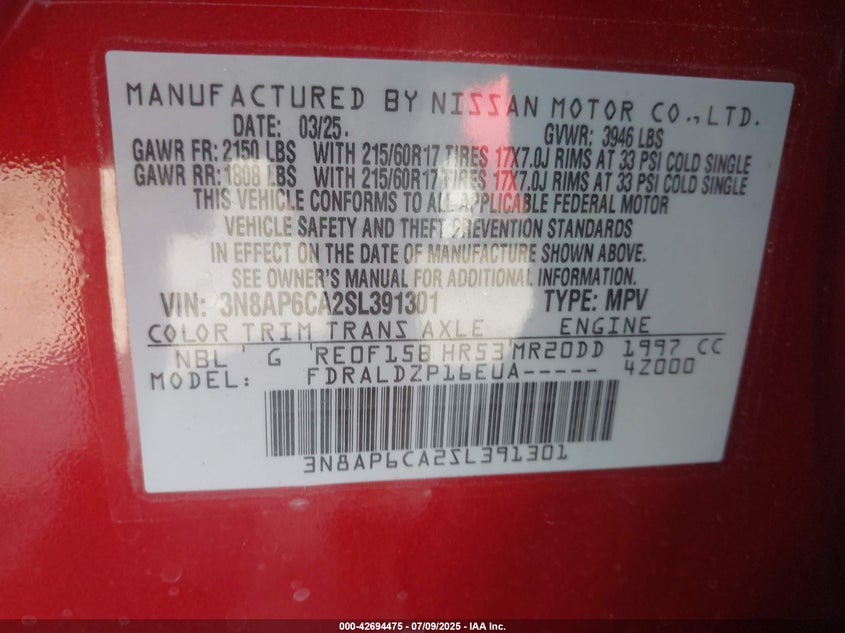 MANUFACTURED BY NISSAN MOTOR CO., LTD.
DATE: 03/25. GVWR: 3946 LBS
GAWR FR: 2150 LBS WITH 215/60R17 TIRES 17X7.0J RIMS AT 33 PSI COLD SINGLE
GAWR RR: 1808 LBS WITH 215/60R17 TIRES 17X7.0J RIMS AT 33 PSI COLD SINGLE
THIS VEHICLE CONFORMS TO ALL APPLICABLE FEDERAL MOTOR
VEHICLE SAFETY AND THEFT PREVENTION STANDARDS
IN EFFECT ON THE DATE OF MANUFACTURE SHOWN ABOVE.
SEE OWNER'S MANUAL FOR ADDITIONAL INFORMATION.
VIN: 3N8AP6CA2SL391301 TYPE: MPV
COLOR TRIM TRANS AXLE ENGINE
NBL G RE0F15B HR53 MR20DD 1997 CC
MODEL: FDRALDZP16EUA----- 4Z000
3N8AP6CA2SL391301
000-42694475 | 07/09/2025 - IAA Inc.